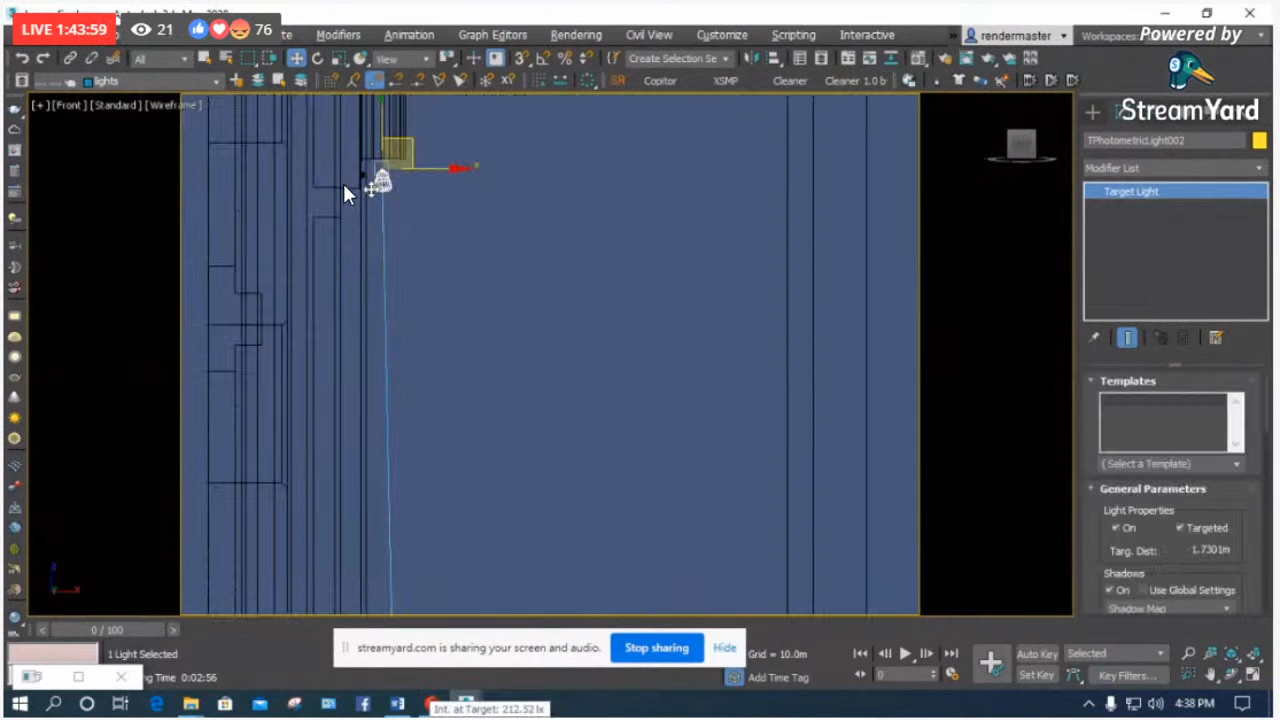 LIVE 1:43:59
21
76
Modifiers
Animation
Graph Editors
Rendering
Civil View
Customize
Scripting
Interactive
rendermaster
Workspaces:
Powered by
StreamYard
All
View
Create Selection Se
lights
Copitor
XSMP
Cleaner
Cleaner 1.0 b
[+] [Front] [Standard] [Wireframe]
TPhotometricLight002
Modifier List
Target Light
Templates
(Select a Template)
General Parameters
Light Properties
On
Targeted
Targ. Dist:
1.7301m
Shadows
On
Use Global Settings
Shadow Map
0 / 100
1 Light Selected
Time 0:02:56
streamyard.com is sharing your screen and audio.
Stop sharing
Hide
Grid = 10.0m
Add Time Tag
Auto Key
Selected
Set Key
Key Filters...
0
Int. at Target: 212.52 lx
4:38 PM